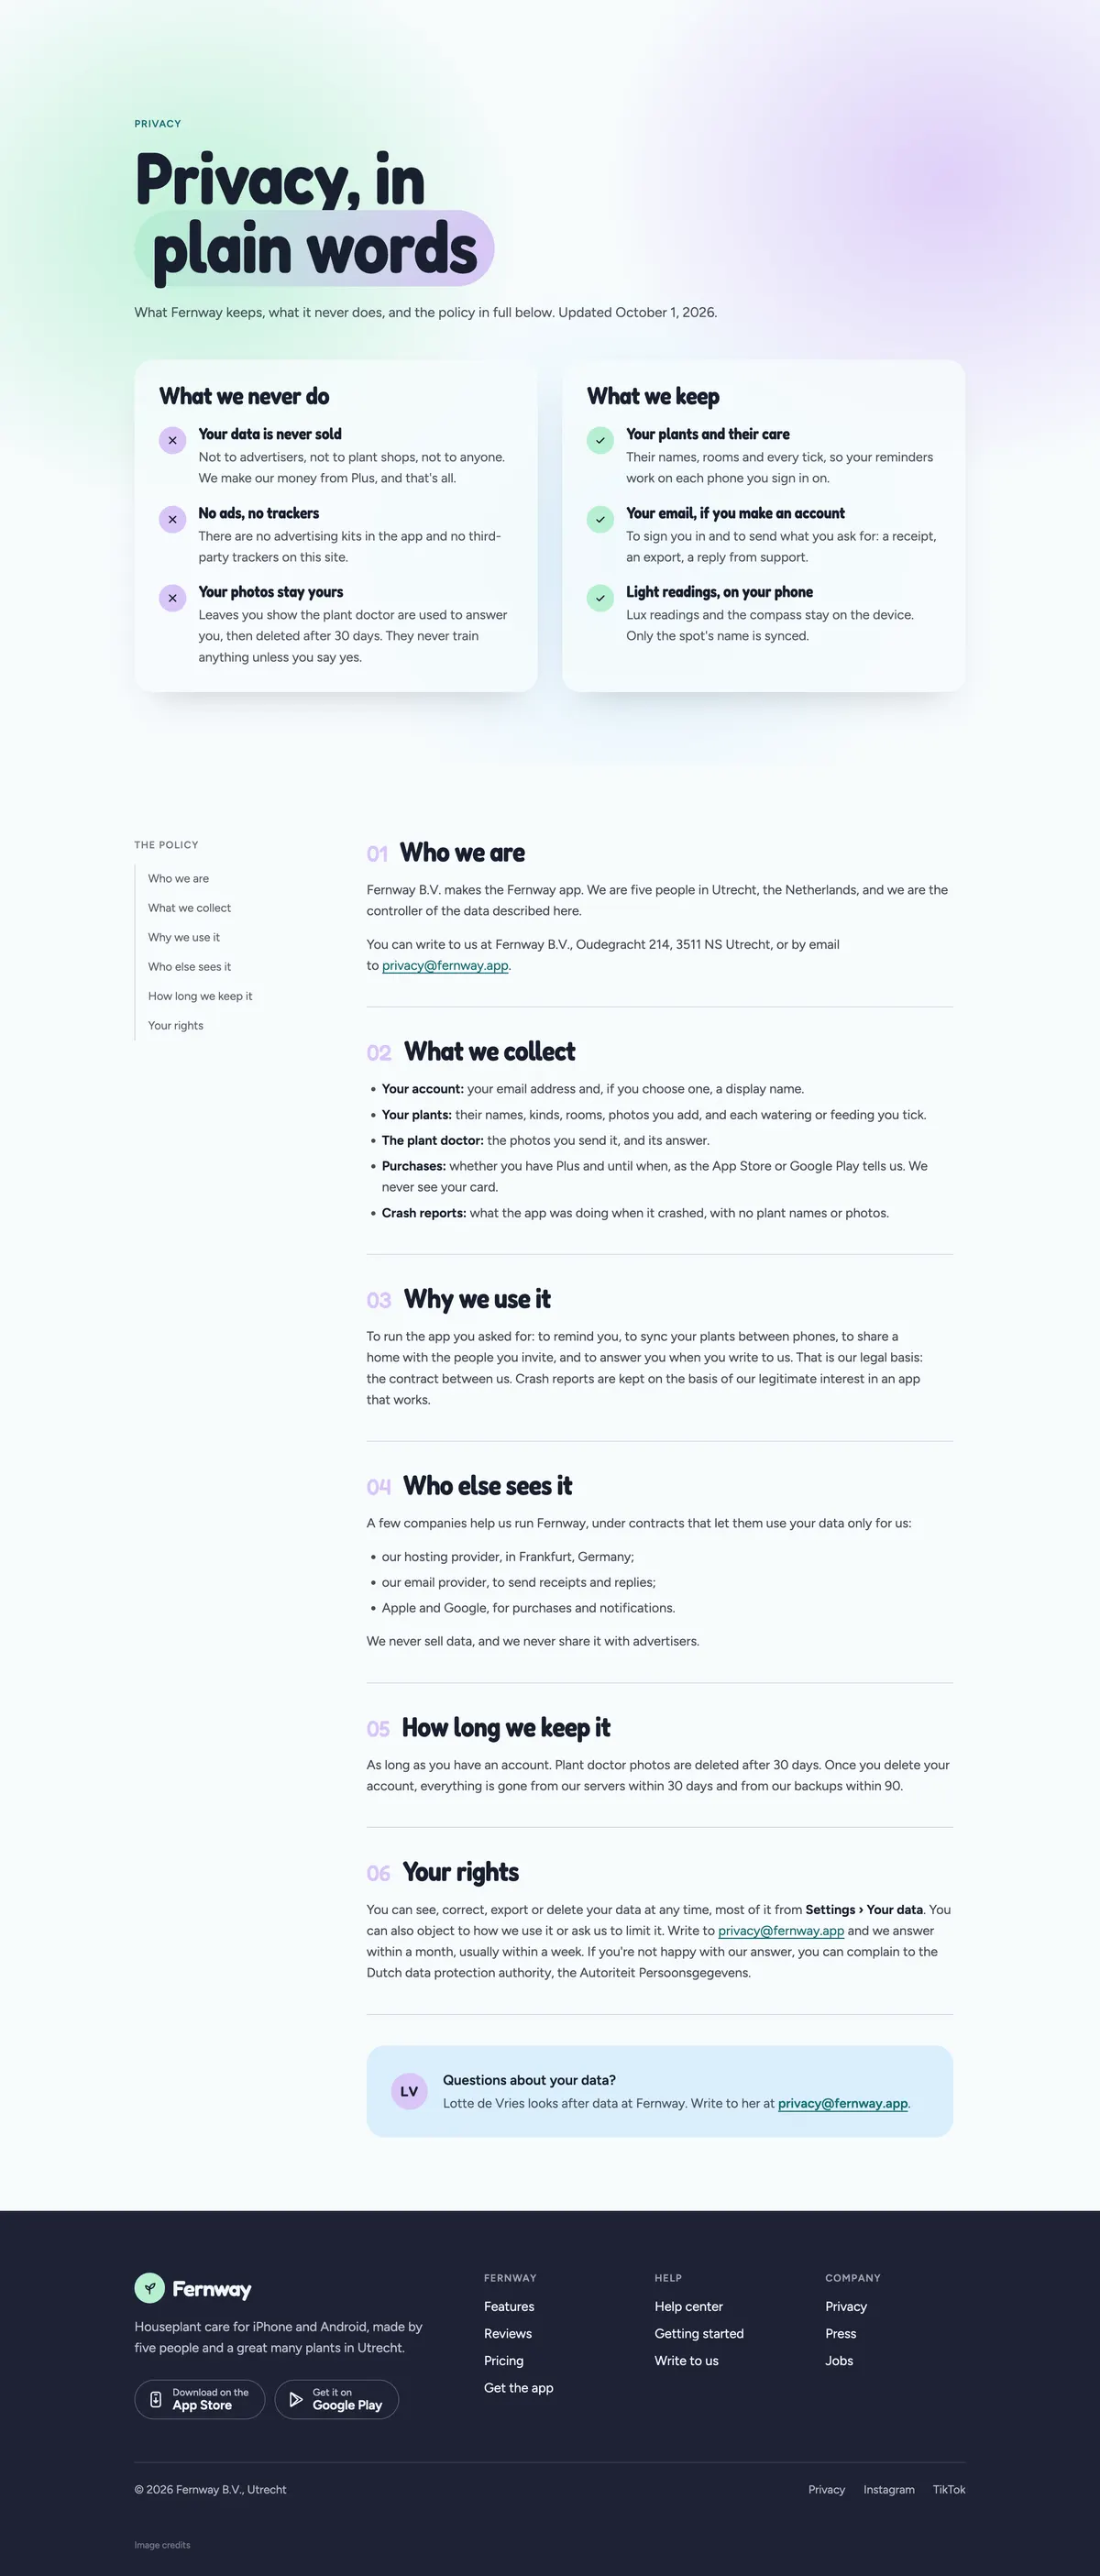 PRIVACY
Privacy, in
plain words
What Fernway keeps, what it never does, and the policy in full below. Updated October 1, 2026.
What we never do
Your data is never sold
Not to advertisers, not to plant shops, not to anyone.
We make our money from Plus, and that's all.
No ads, no trackers
There are no advertising kits in the app and no third-
party trackers on this site.
Your photos stay yours
Leaves you show the plant doctor are used to answer
you, then deleted after 30 days. They never train
anything unless you say yes.
What we keep
Your plants and their care
Their names, rooms and every tick, so your reminders
work on each phone you sign in on.
Your email, if you make an account
To sign you in and to send what you ask for: a receipt,
an export, a reply from support.
Light readings, on your phone
Lux readings and the compass stay on the device.
Only the spot's name is synced.
THE POLICY
Who we are
What we collect
Why we use it
Who else sees it
How long we keep it
Your rights
01 Who we are
Fernway B.V. makes the Fernway app. We are five people in Utrecht, the Netherlands, and we are the
controller of the data described here.
You can write to us at Fernway B.V., Oudegracht 214, 3511 NS Utrecht, or by email
to privacy@fernway.app.
02 What we collect
• Your account: your email address and, if you choose one, a display name.
• Your plants: their names, kinds, rooms, photos you add, and each watering or feeding you tick.
• The plant doctor: the photos you send it, and its answer.
• Purchases: whether you have Plus and until when, as the App Store or Google Play tells us. We
never see your card.
• Crash reports: what the app was doing when it crashed, with no plant names or photos.
03 Why we use it
To run the app you asked for: to remind you, to sync your plants between phones, to share a
home with the people you invite, and to answer you when you write to us. That is our legal basis:
the contract between us. Crash reports are kept on the basis of our legitimate interest in an app
that works.
04 Who else sees it
A few companies help us run Fernway, under contracts that let them use your data only for us:
• our hosting provider, in Frankfurt, Germany;
• our email provider, to send receipts and replies;
• Apple and Google, for purchases and notifications.
We never sell data, and we never share it with advertisers.
05 How long we keep it
As long as you have an account. Plant doctor photos are deleted after 30 days. Once you delete your
account, everything is gone from our servers within 30 days and from our backups within 90.
06 Your rights
You can see, correct, export or delete your data at any time, most of it from Settings › Your data. You
can also object to how we use it or ask us to limit it. Write to privacy@fernway.app and we answer
within a month, usually within a week. If you're not happy with our answer, you can complain to the
Dutch data protection authority, the Autoriteit Persoonsgegevens.
LV
Questions about your data?
Lotte de Vries looks after data at Fernway. Write to her at privacy@fernway.app.
Fernway
Houseplant care for iPhone and Android, made by
five people and a great many plants in Utrecht.
Download on the
App Store
Get it on
Google Play
FERNWAY
Features
Reviews
Pricing
Get the app
HELP
Help center
Getting started
Write to us
COMPANY
Privacy
Press
Jobs
© 2026 Fernway B.V., Utrecht
Privacy Instagram TikTok
Image credits